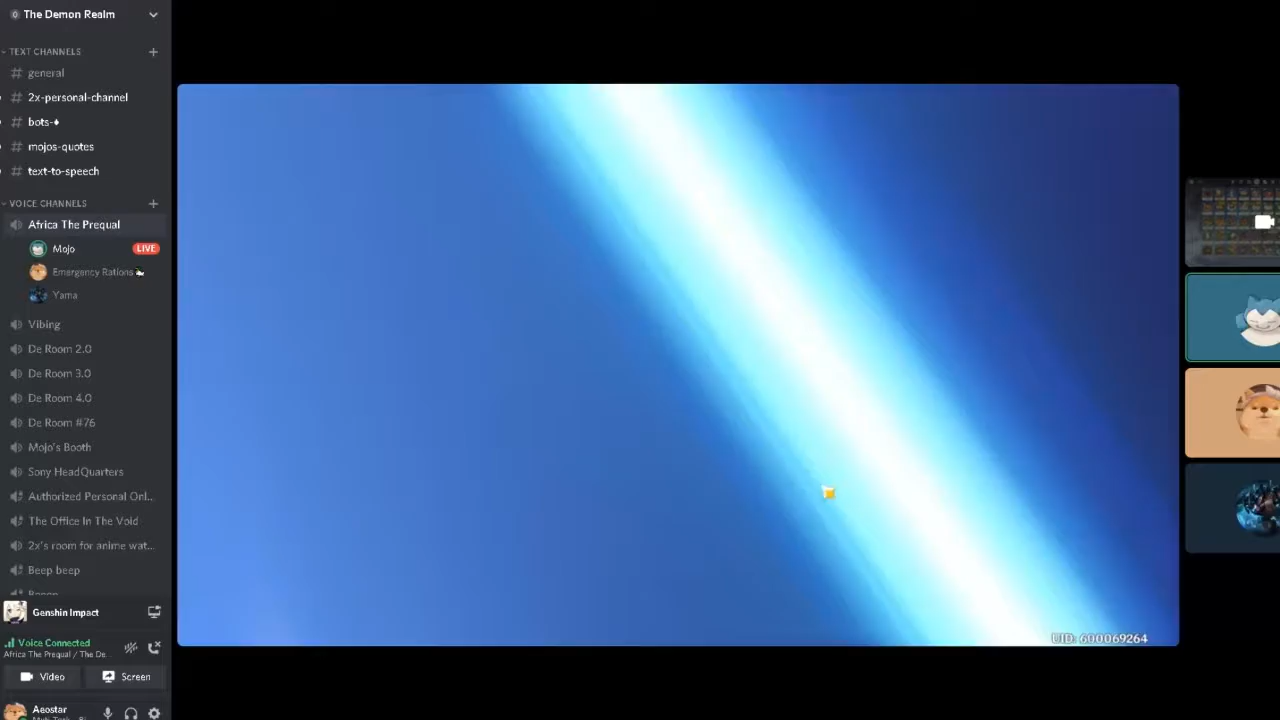 The Demon Realm
TEXT CHANNELS
general
2x-personal-channel
bots-♦
mojos-quotes
text-to-speech
VOICE CHANNELS
Africa The Prequal
Mojo
LIVE
Emergency Rations
Yama
Vibing
De Room 2.0
De Room 3.0
De Room 4.0
De Room #76
Mojo's Booth
Sony HeadQuarters
Authorized Personal Onl...
The Office In The Void
2x's room for anime wat...
Beep beep
Genshin Impact
Voice Connected
Africa The Prequal / The De...
Video
Screen
Aeostar
UID: 600069264